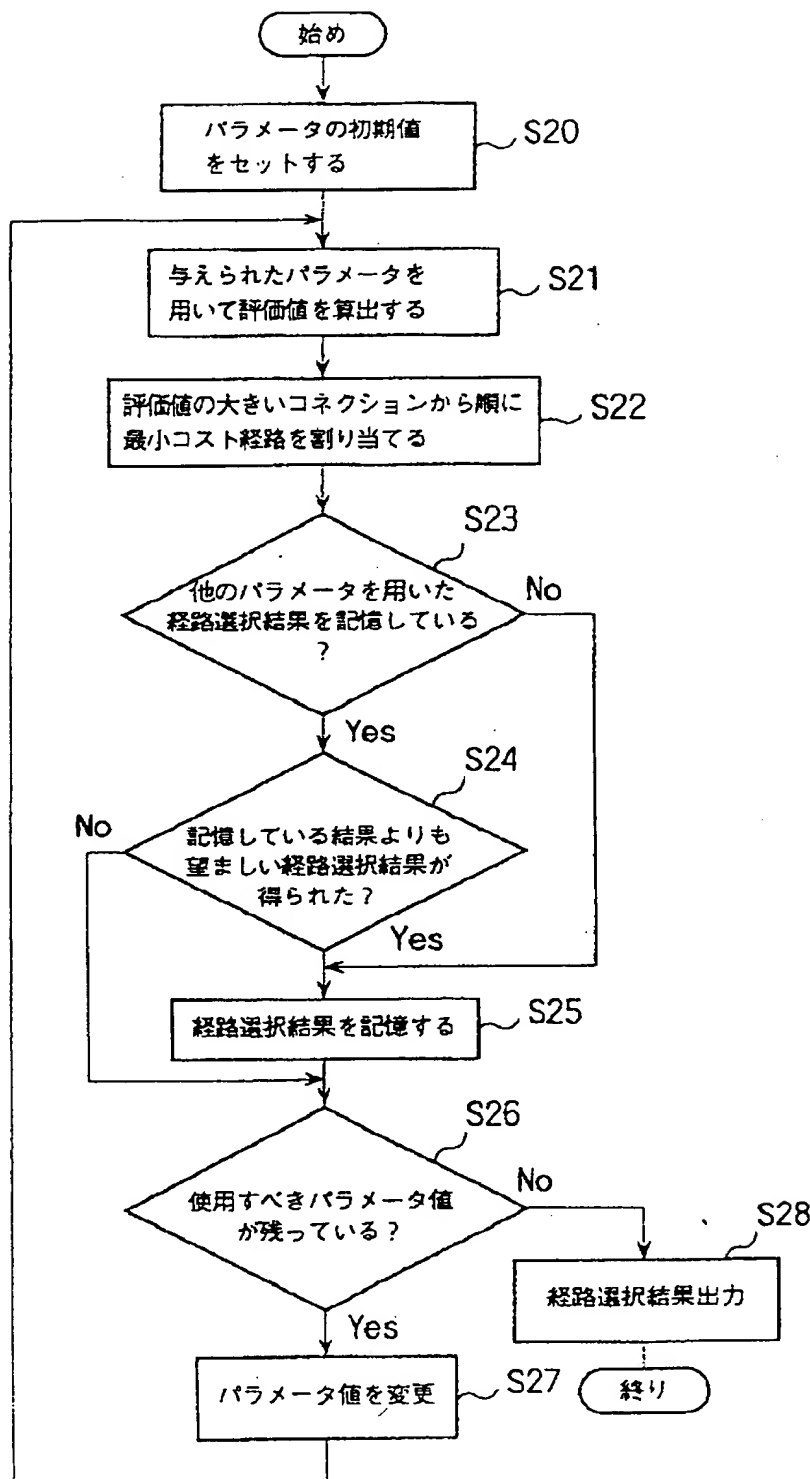 始め
パラメータの初期値
をセットする
S20
与えられたパラメータを
用いて評価値を算出する
S21
評価値の大きいコネクションから順に
最小コスト経路を割り当てる
S22
S23
他のパラメータを用いた
経路選択結果を記憶している
?
No
Yes
S24
No
記憶している結果よりも
望ましい経路選択結果が
得られた?
Yes
経路選択結果を記憶する
S25
S26
使用すべきパラメータ値
が残っている?
No
S28
経路選択結果出力
Yes
パラメータ値を変更
S27
終り